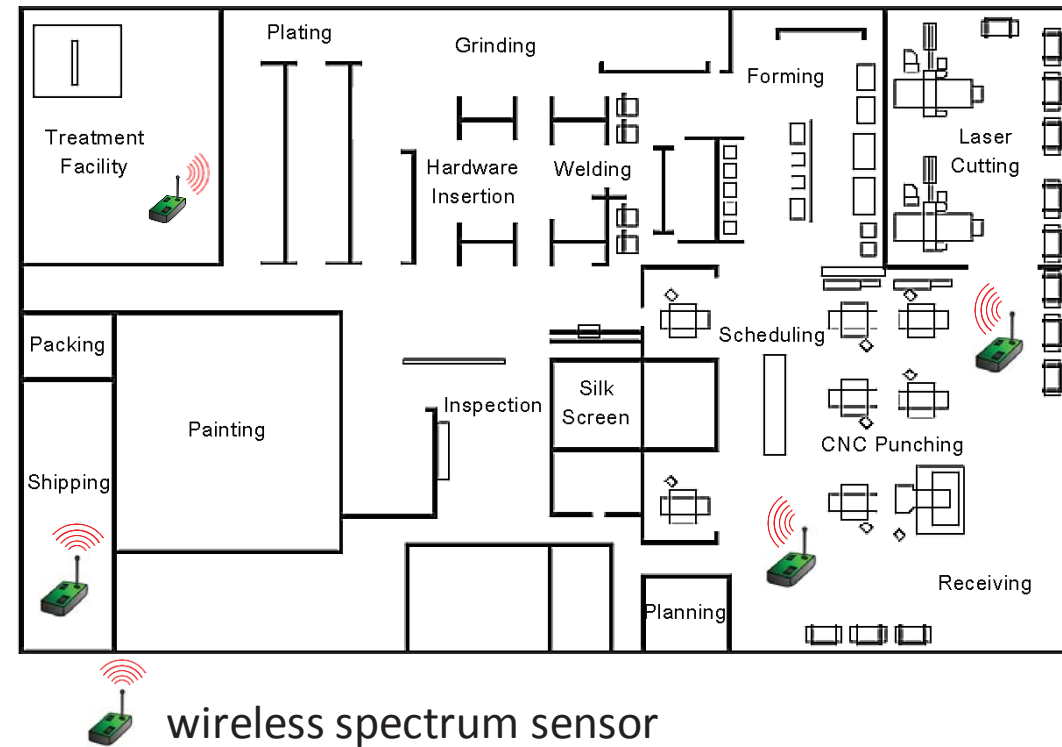 Plating
Grinding
Forming
Treatment
Facility
Hardware
Insertion
Welding
Laser
Cutting
Packing
Scheduling
Silk
Screen
Inspection
Painting
CNC Punching
Shipping
Receiving
Planning
wireless spectrum sensor